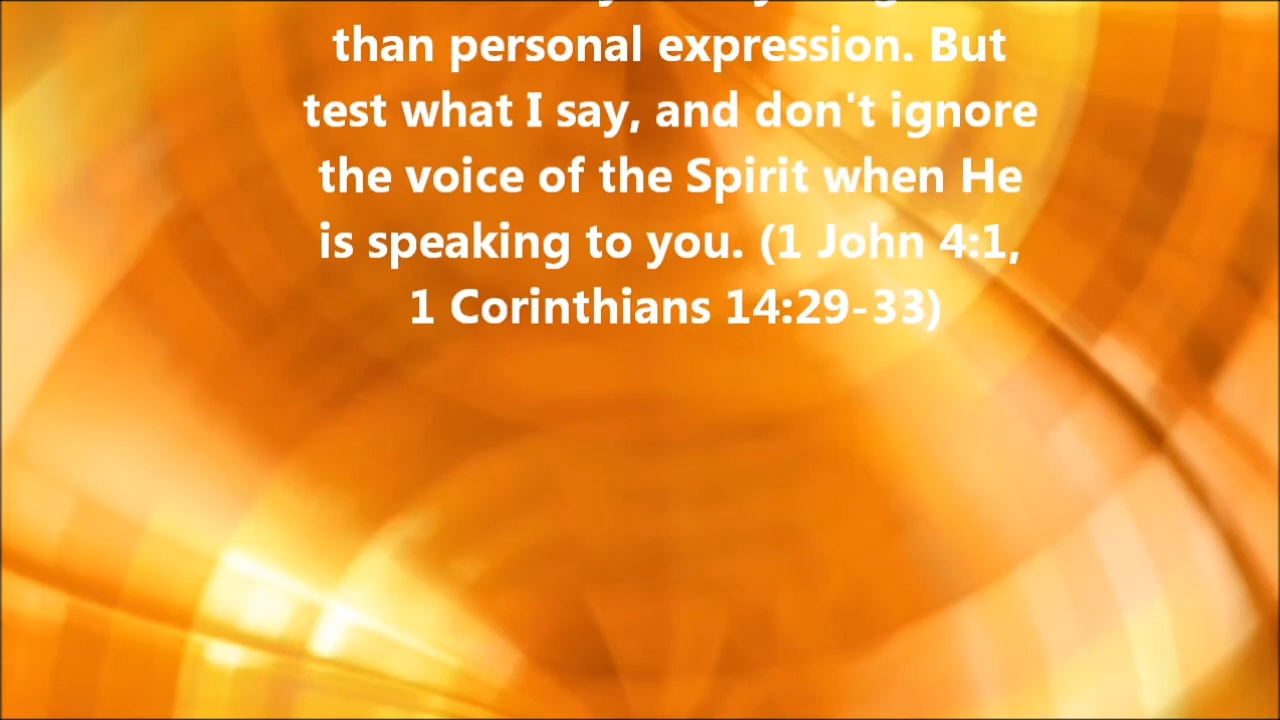 than personal expression. But
test what I say, and don't ignore
the voice of the Spirit when He
is speaking to you. (1 John 4:1,
1 Corinthians 14:29-33)